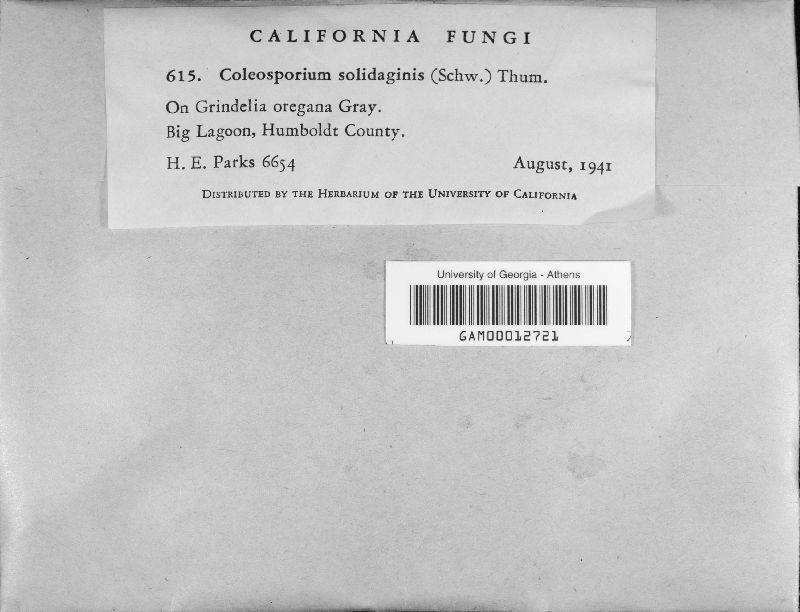 CALIFORNIA FUNGI
615. Coleosporium solidaginis (Schw.) Thum.
On Grindelia oregana Gray.
Big Lagoon, Humboldt County.
H. E. Parks 6654 August, 1941
DISTRIBUTED BY THE HERBARIUM OF THE UNIVERSITY OF CALIFORNIA
University of Georgia - Athens
GAM00012721